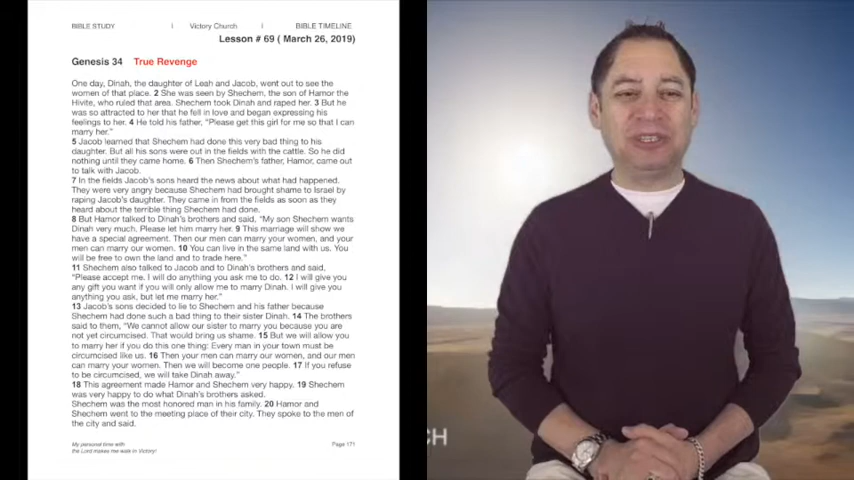 BIBLE STUDY | Victory Church | BIBLE TIMELINE
Lesson # 69 ( March 26, 2019)
Genesis 34 True Revenge
One day, Dinah, the daughter of Leah and Jacob, went out to see the
women of that place. 2 She was seen by Shechem, the son of Hamor the
Hivite, who ruled that area. Shechem took Dinah and raped her. 3 But he
was so attracted to her that he fell in love and began expressing his
feelings to her. 4 He told his father, “Please get this girl for me so that I can
marry her.”
5 Jacob learned that Shechem had done this very bad thing to his
daughter. But all his sons were out in the fields with the cattle. So he did
nothing until they came home. 6 Then Shechem's father, Hamor, came out
to talk with Jacob.
7 In the fields Jacob's sons heard the news about what had happened.
They were very angry because Shechem had brought shame to Israel by
raping Jacob's daughter. They came in from the fields as soon as they
heard about the terrible thing Shechem had done.
8 But Hamor talked to Dinah's brothers and said, “My son Shechem wants
Dinah very much. Please let him marry her. 9 This marriage will show we
have a special agreement. Then our men can marry your women, and your
men can marry our women. 10 You can live in the same land with us. You
will be free to own the land and to trade here.”
11 Shechem also talked to Jacob and to Dinah's brothers and said,
“Please accept me. I will do anything you ask me to do. 12 I will give you
any gift you want if you will only allow me to marry Dinah. I will give you
anything you ask, but let me marry her.”
13 Jacob's sons decided to lie to Shechem and his father because
Shechem had done such a bad thing to their sister Dinah. 14 The brothers
said to them, “We cannot allow our sister to marry you because you are
not yet circumcised. That would bring us shame. 15 But we will allow you
to marry her if you do this one thing: Every man in your town must be
circumcised like us. 16 Then your men can marry our women, and our men
can marry your women. Then we will become one people. 17 If you refuse
to be circumcised, we will take Dinah away.”
18 This agreement made Hamor and Shechem very happy. 19 Shechem
was very happy to do what Dinah's brothers asked.
Shechem was the most honored man in his family. 20 Hamor and
Shechem went to the meeting place of their city. They spoke to the men of
the city and said,
My personal time with
the Lord makes me walk in Victory!
Page 171
CH